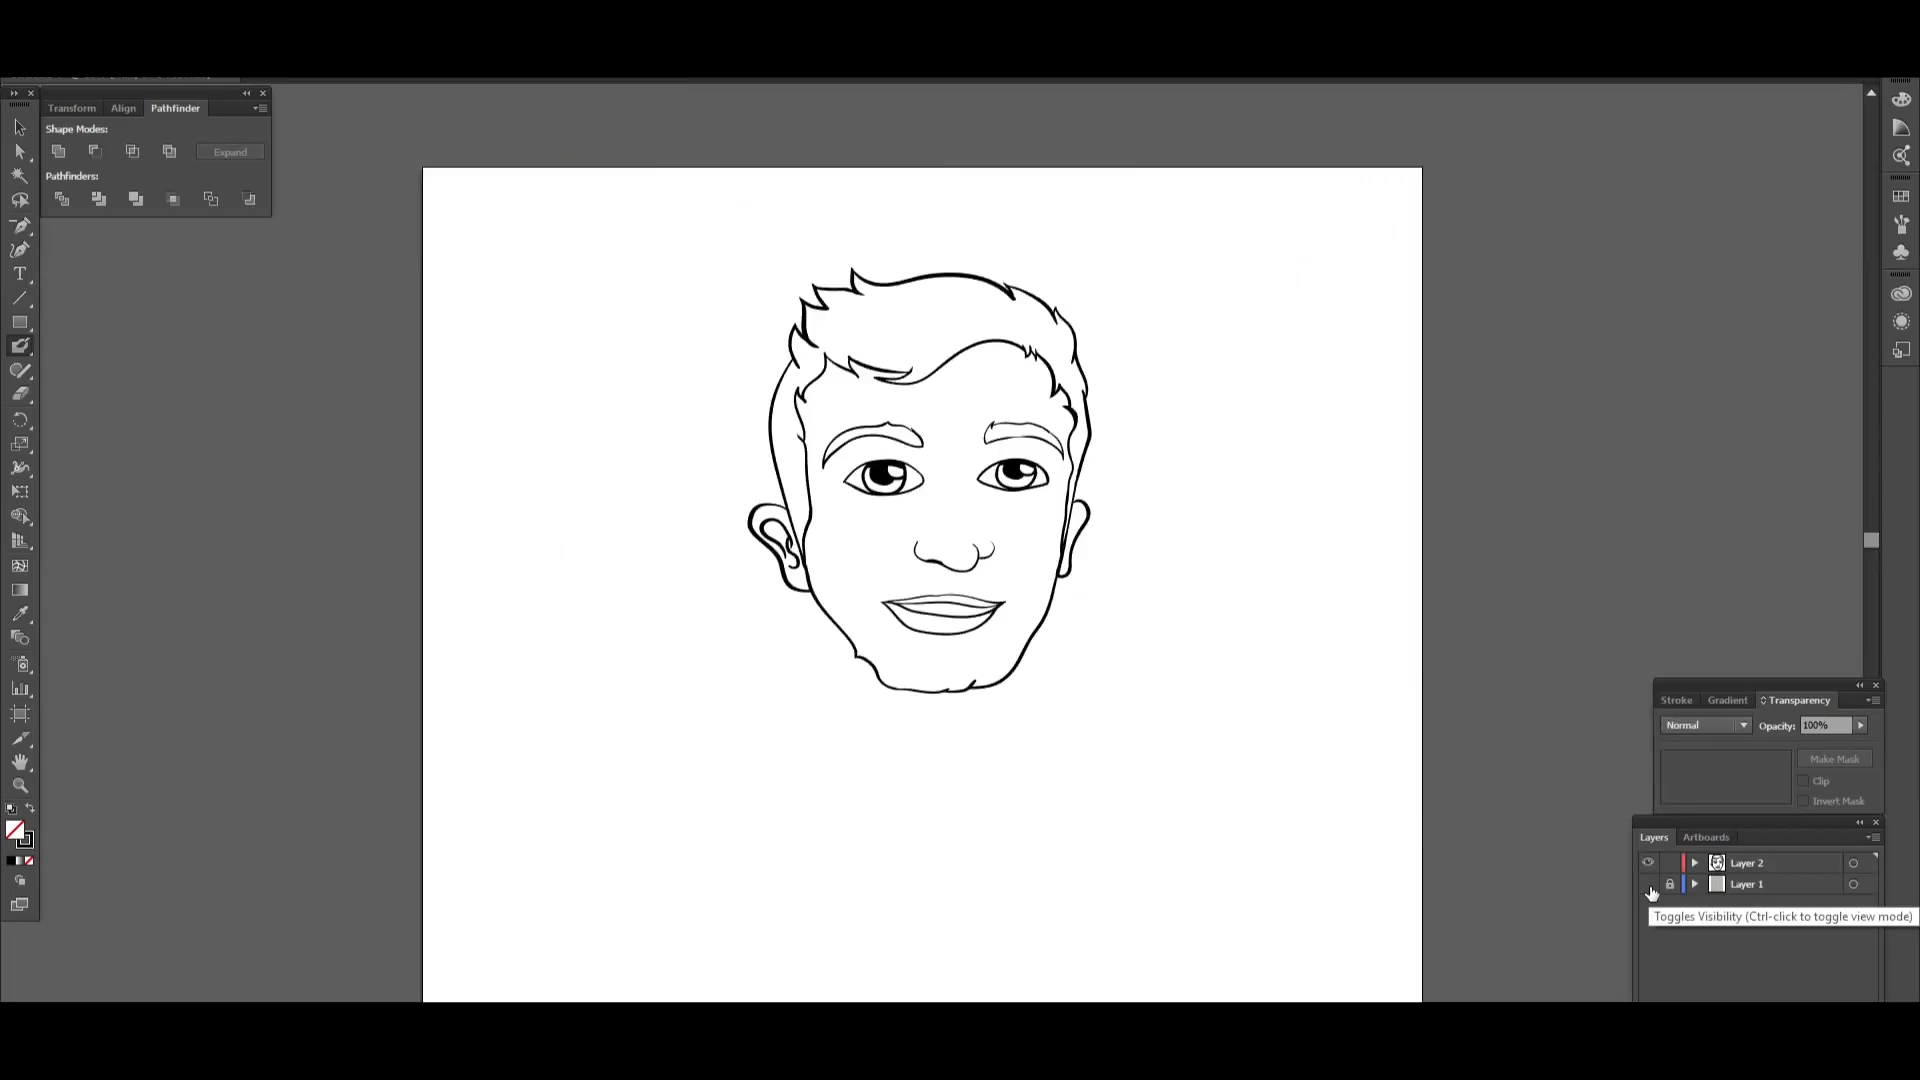 Transform Align Pathfinder
Shape Modes:
Expand
Pathfinders:
T
Stroke Gradient Transparency
Normal Opacity: 100%
Make Mask
Clip
Invert Mask
Layers Artboards
Layer 2
Layer 1
Toggles Visibility (Ctrl-click to toggle view mode)